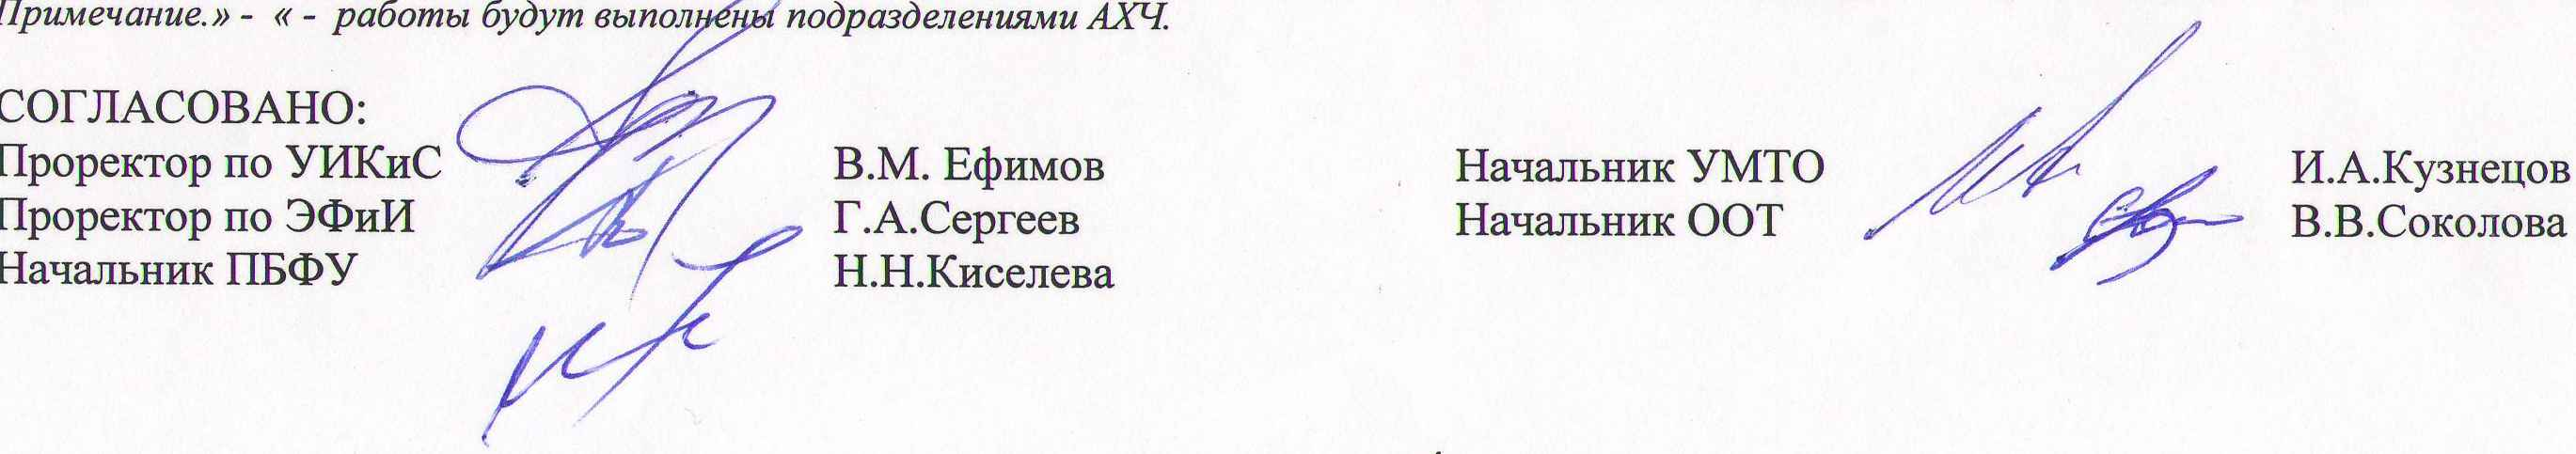 Примечание.» - « - работы будут выполнены подразделениями АХЧ.
СОГЛАСОВАНО:
Проректор по УИКиС В.М. Ефимов Начальник УМТО И.А.Кузнецов
Проректор по ЭФиИ Г.А.Сергеев Начальник ООТ В.В.Соколова
Начальник ПБФУ Н.Н.Киселева